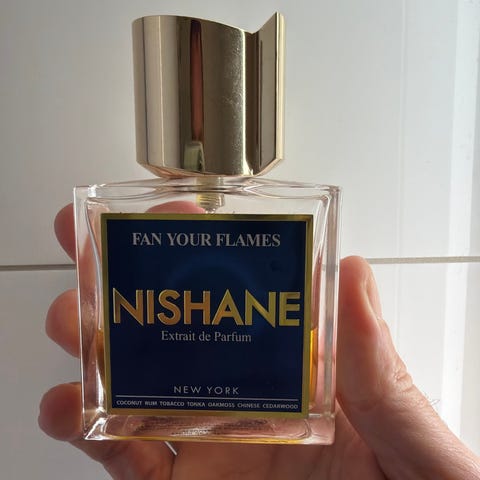 FAN YOUR FLAMES
NISHANE
Extrait de Parfum
NEW YORK
COCONUT RUM TOBACCO TONKA OAKMOSS CHINESE CEDARWOOD